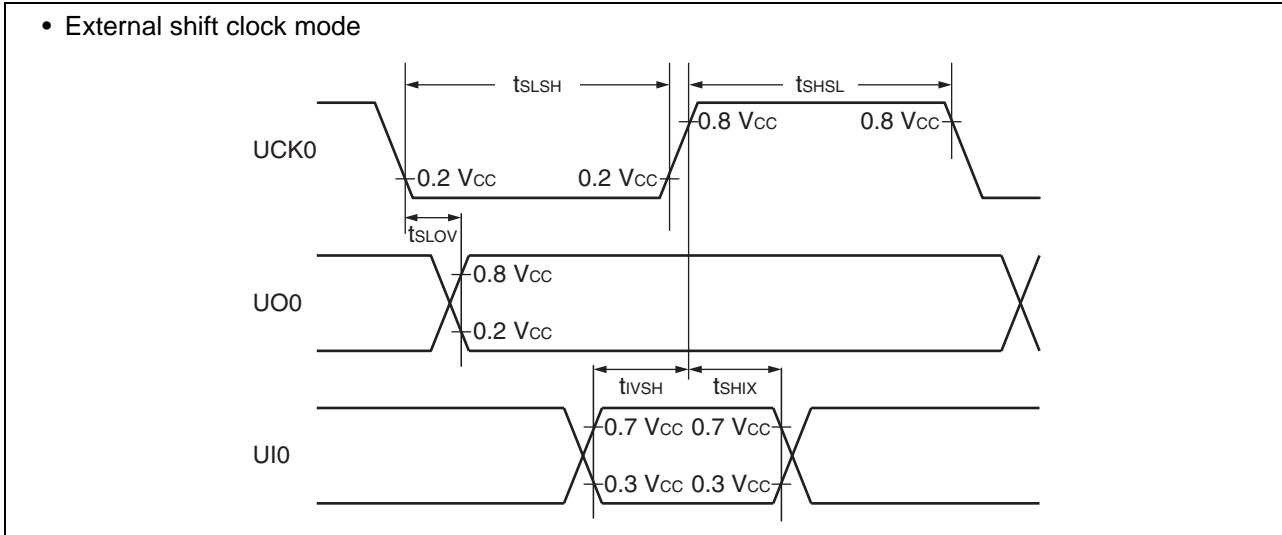 • External shift clock mode
tSLSH tSHSL
0.8 VCC 0.8 VCC
UCK0
0.2 VCC 0.2 VCC
tSLOV
0.8 VCC
UO0
0.2 VCC
tIVSH tSHIX
0.7 VCC 0.7 VCC
UI0
0.3 VCC 0.3 VCC